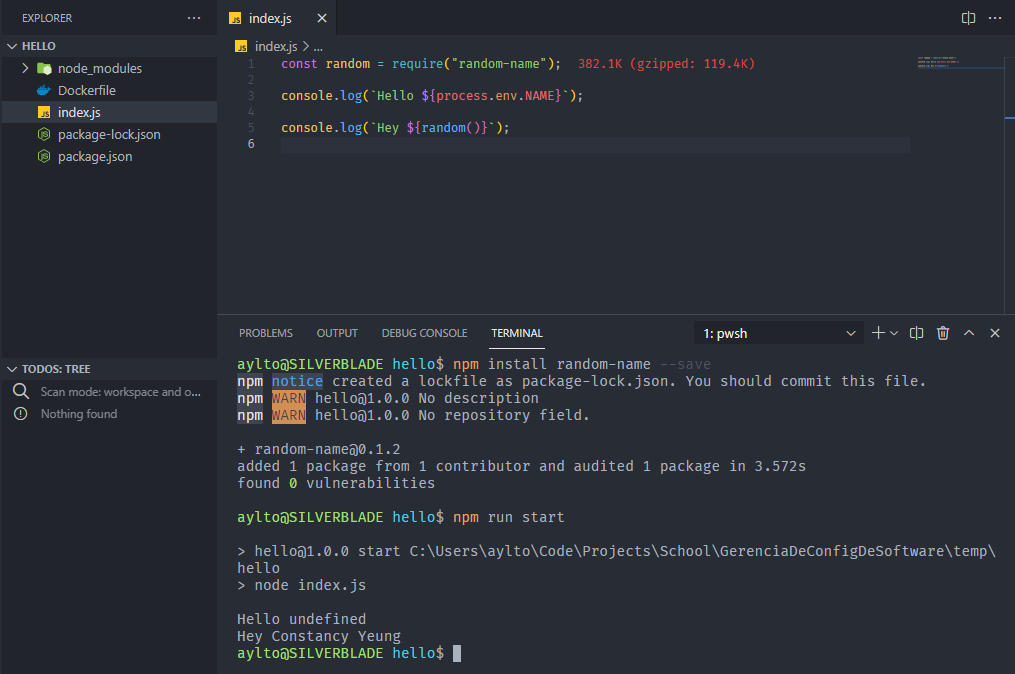 EXPLORER
HELLO
node_modules
Dockerfile
index.js
package-lock.json
package.json
TODOS: TREE
Scan mode: workspace and o...
Nothing found
index.js
index.js > ...
1 const random = require("random-name"); 382.1K (gzipped: 119.4K)
2
3 console.log(`Hello ${process.env.NAME}`);
4
5 console.log(`Hey ${random()}`);
6
PROBLEMS OUTPUT DEBUG CONSOLE TERMINAL 1: pwsh
aylto@SILVERBLADE hello$ npm install random-name --save
npm notice created a lockfile as package-lock.json. You should commit this file.
npm WARN hello@1.0.0 No description
npm WARN hello@1.0.0 No repository field.
+ random-name@0.1.2
added 1 package from 1 contributor and audited 1 package in 3.572s
found 0 vulnerabilities
aylto@SILVERBLADE hello$ npm run start
> hello@1.0.0 start C:\Users\aylto\Code\Projects\School\GerenciaDeConfigDeSoftware\temp\
hello
> node index.js
Hello undefined
Hey Constancy Yeung
aylto@SILVERBLADE hello$